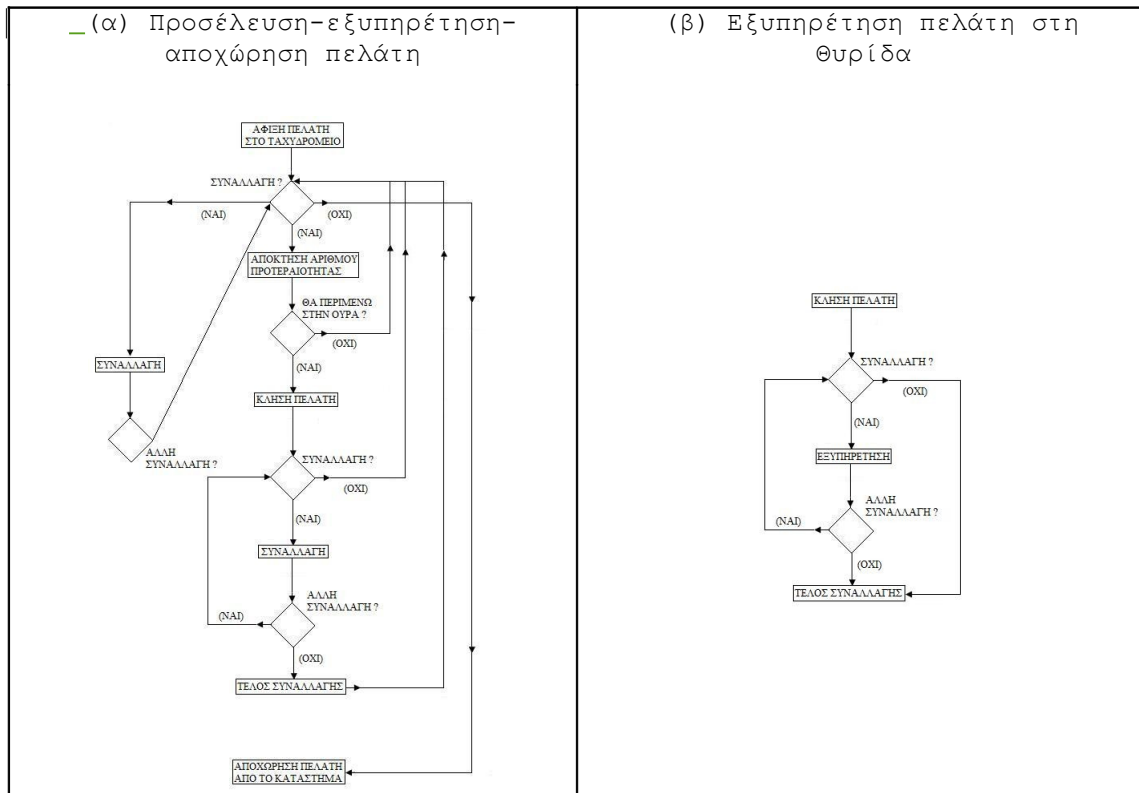 (α) Προσέλευση-εξυπηρέτηση-
αποχώρηση πελάτη
ΑΦΙΞΗ ΠΕΛΑΤΗ
ΣΤΟ ΤΑΧΥΔΡΟΜΕΙΟ
ΣΥΝΑΛΛΑΓΗ ?
(ΝΑΙ)
(ΟΧΙ)
(ΝΑΙ)
ΑΠΟΚΤΗΣΗ ΑΡΙΘΜΟΥ
ΠΡΟΤΕΡΑΙΟΤΗΤΑΣ
ΘΑ ΠΕΡΙΜΕΝΩ
ΣΤΗΝ ΟΥΡΑ ?
(ΟΧΙ)
(ΝΑΙ)
ΣΥΝΑΛΛΑΓΗ
ΚΛΗΣΗ ΠΕΛΑΤΗ
ΑΛΛΗ
ΣΥΝΑΛΛΑΓΗ ?
ΣΥΝΑΛΛΑΓΗ ?
(ΟΧΙ)
(ΝΑΙ)
ΣΥΝΑΛΛΑΓΗ
ΑΛΛΗ
ΣΥΝΑΛΛΑΓΗ ?
(ΝΑΙ)
(ΟΧΙ)
ΤΕΛΟΣ ΣΥΝΑΛΛΑΓΗΣ
ΑΠΟΧΩΡΗΣΗ ΠΕΛΑΤΗ
ΑΠΟ ΤΟ ΚΑΤΑΣΤΗΜΑ
(β) Εξυπηρέτηση πελάτη στη
Θυρίδα
ΚΛΗΣΗ ΠΕΛΑΤΗ
ΣΥΝΑΛΛΑΓΗ ?
(ΟΧΙ)
(ΝΑΙ)
ΕΞΥΠΗΡΕΤΗΣΗ
ΑΛΛΗ
ΣΥΝΑΛΛΑΓΗ ?
(ΝΑΙ)
(ΟΧΙ)
ΤΕΛΟΣ ΣΥΝΑΛΛΑΓΗΣ